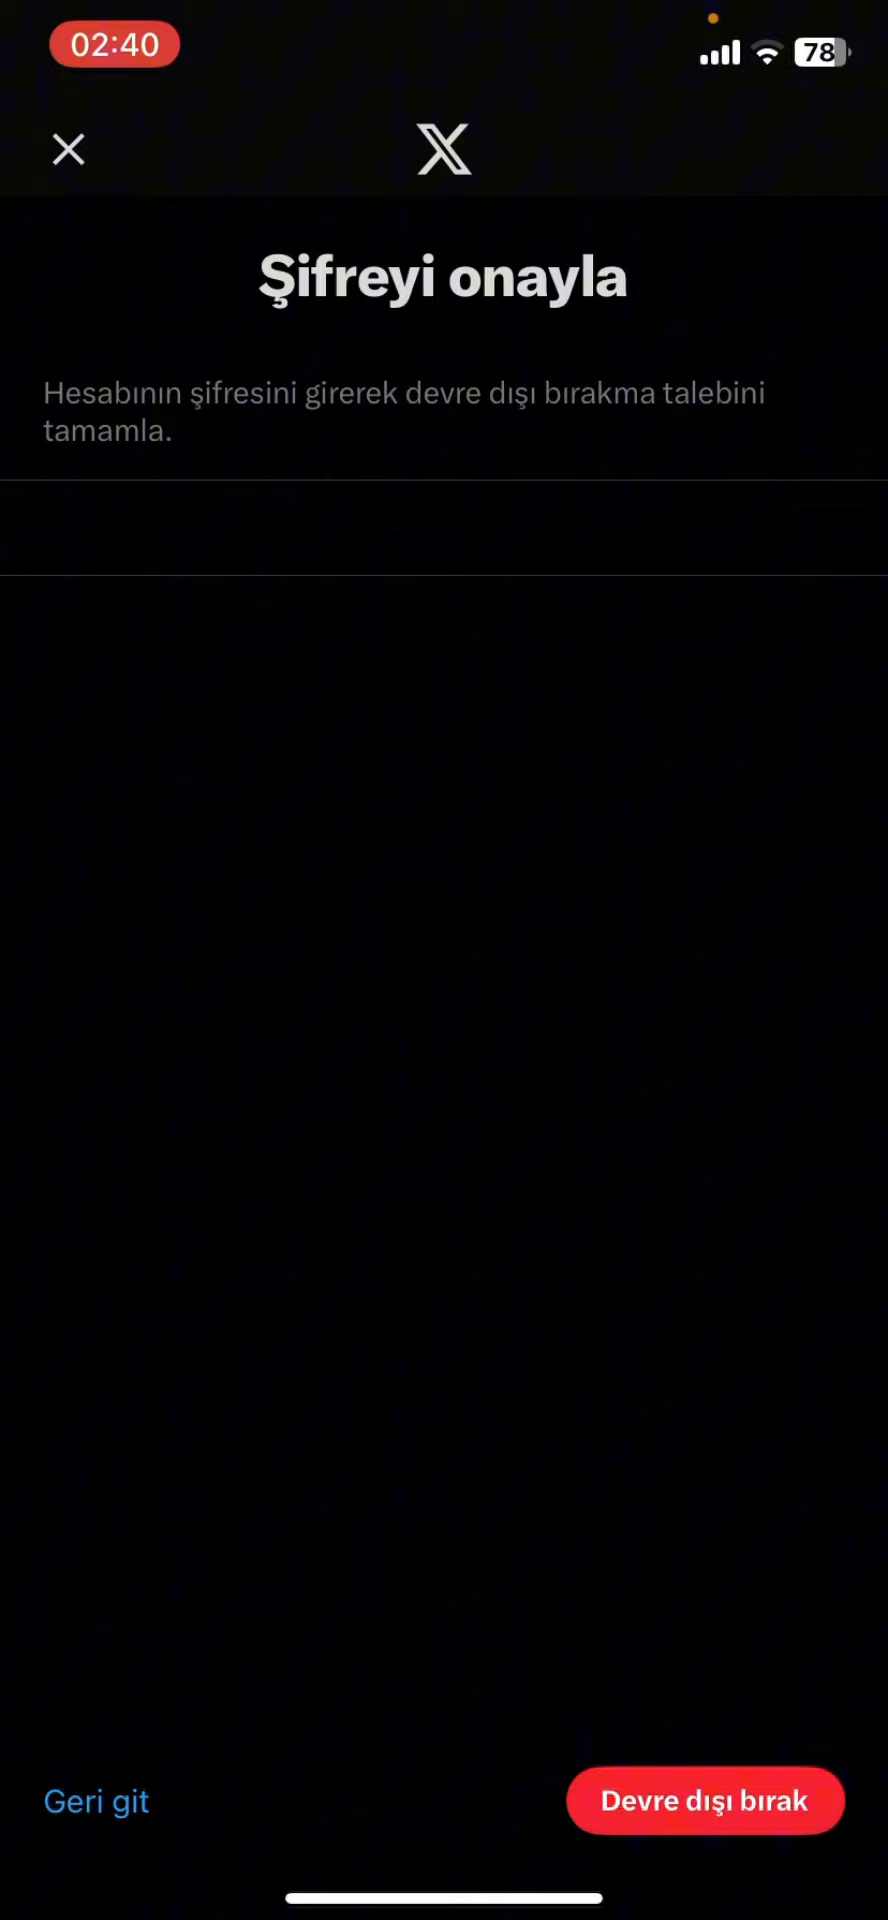 02:40
78
Şifreyi onayla
Hesabının şifresini girerek devre dışı bırakma talebini
tamamla.
Geri git
Devre dışı bırak